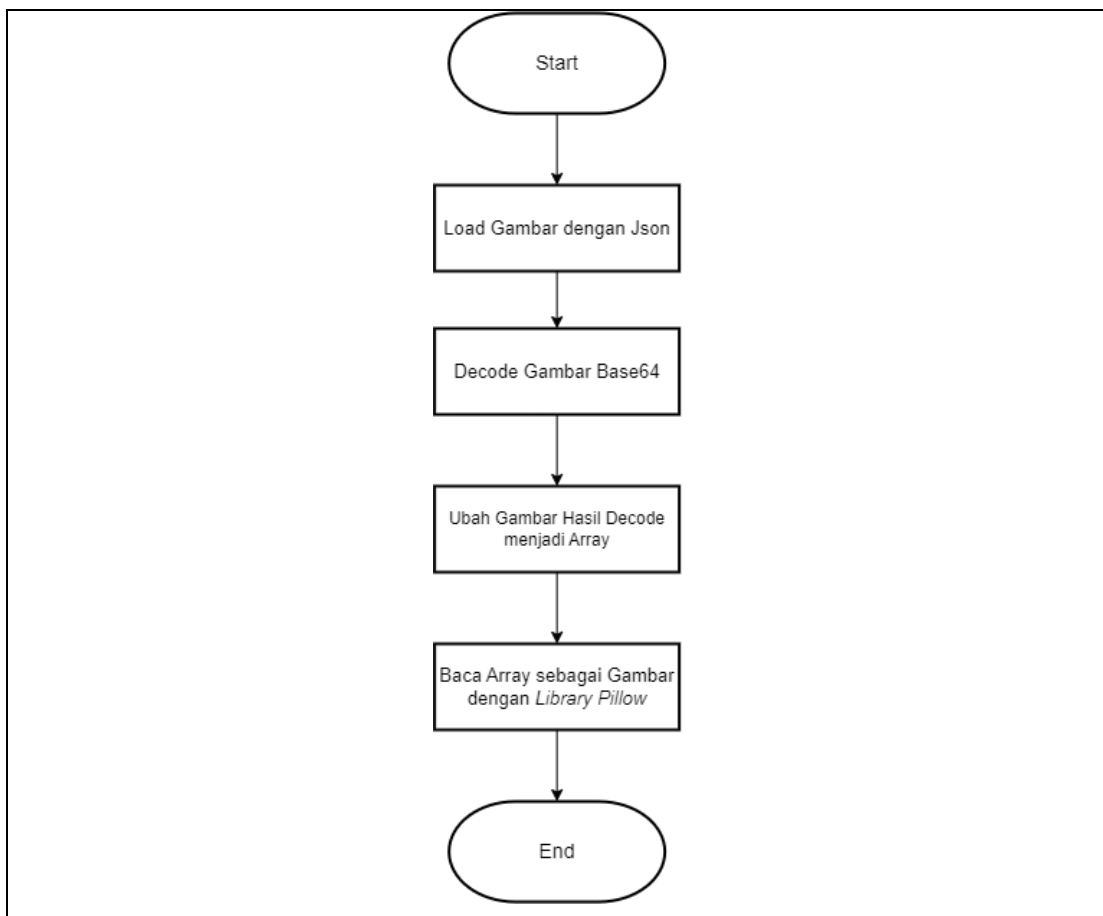 Start
Load Gambar dengan Json
Decode Gambar Base64
Ubah Gambar Hasil Decode
menjadi Array
Baca Array sebagai Gambar
dengan Library Pillow
End